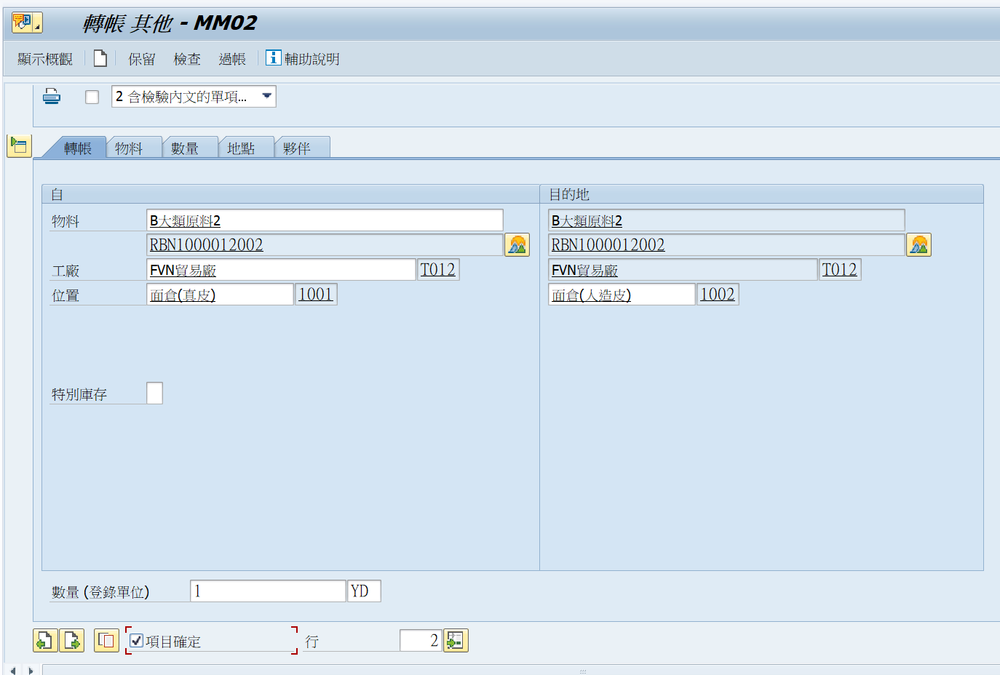 轉帳 其他 - MM02
顯示概觀 保留 檢查 過帳 輔助說明
2 含檢驗內文的單項...
轉帳 物料 數量 地點 夥伴
自 目的地
物料 B大類原料2 B大類原料2
RBN1000012002 RBN1000012002
工廠 FVN貿易廠 T012 FVN貿易廠 T012
位置 面倉(真皮) 1001 面倉(人造皮) 1002
特別庫存
數量 (登錄單位) 1 YD
項目確定 行 2